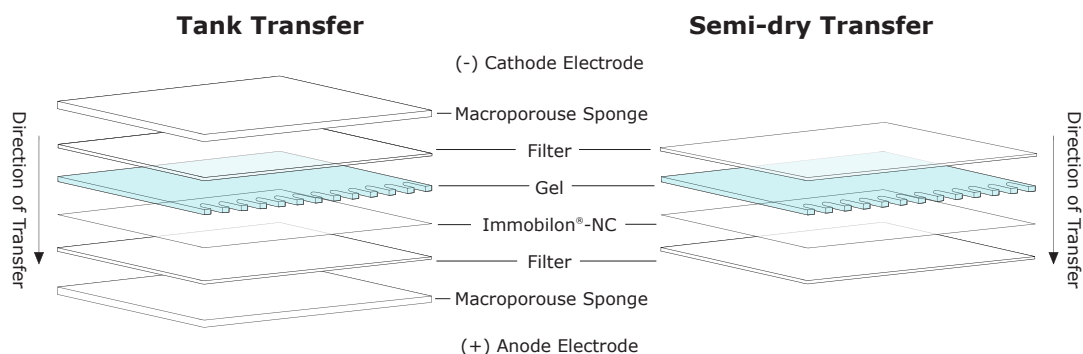 Tank Transfer
Semi-dry Transfer
(-) Cathode Electrode
Macroporouse Sponge
Filter
Gel
Immobilon®-NC
Filter
Macroporouse Sponge
(+) Anode Electrode
Direction of Transfer
Direction of Transfer